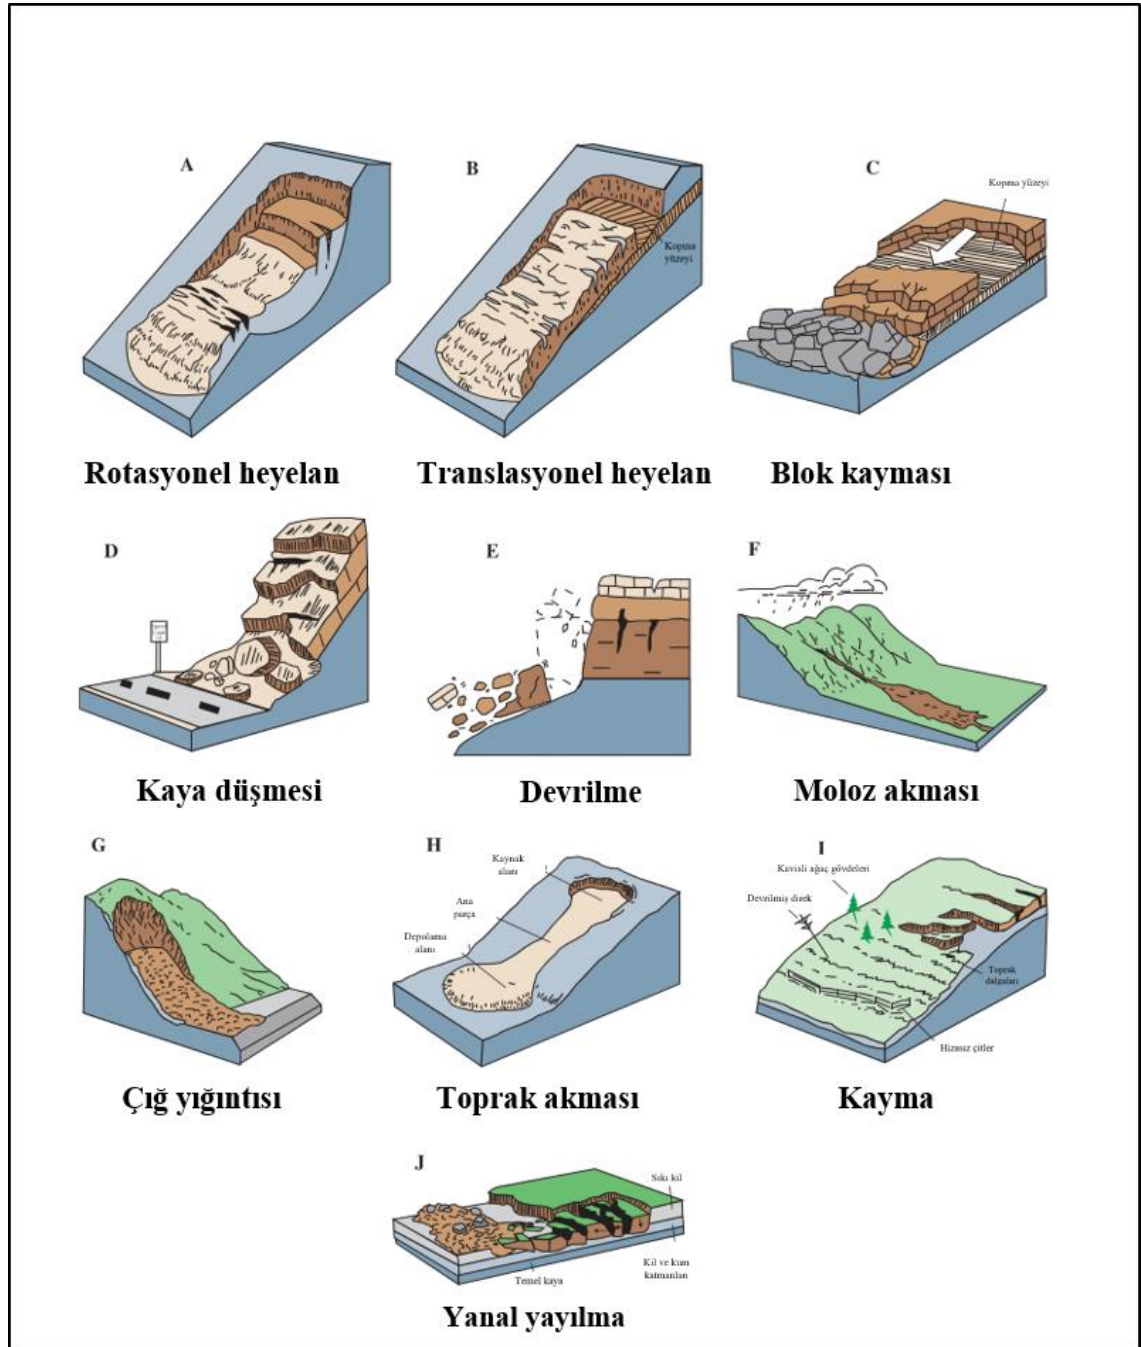 A
B
C
Kopma yüzeyi
Kopma
yüzeyi
Toe
Rotasyonel heyelan
Translasyonel heyelan
Blok kayması
D
E
F
Kaya düşmesi
Devrilme
Moloz akması
G
H
I
Kaynak
alanı
Ana
parça
Depolama
alanı
Kavisli ağaç gövdeleri
Devrilmiş direk
Toprak
dalgaları
Hizasız çitler
Çığ yığıntısı
Toprak akması
Kayma
J
Sıkı kil
Kil ve kum
katmanları
Temel kaya
Yanal yayılma